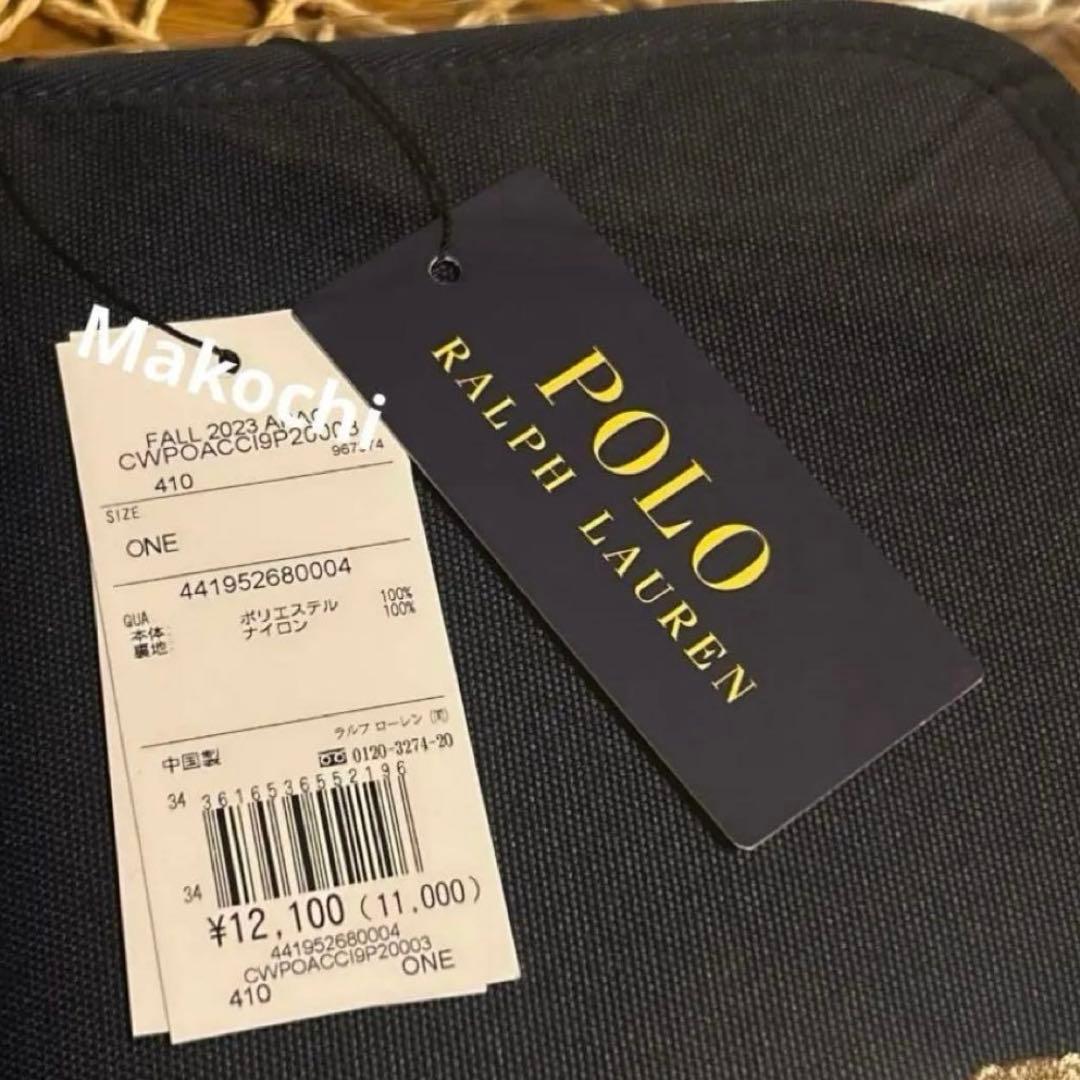 Makochi
FALL 2023
CWPOACCI9P20003
410
SIZE
ONE
441952680004
QUA
本体: ポリエステル 100%
裏地: ナイロン 100%
ラルフ ローレン
中国製 0120-3274-20
34 3616536552196
34
¥12,100 (11,000)
441952680004
CWPOACCI9P20003
410 ONE
POLO
RALPH LAUREN